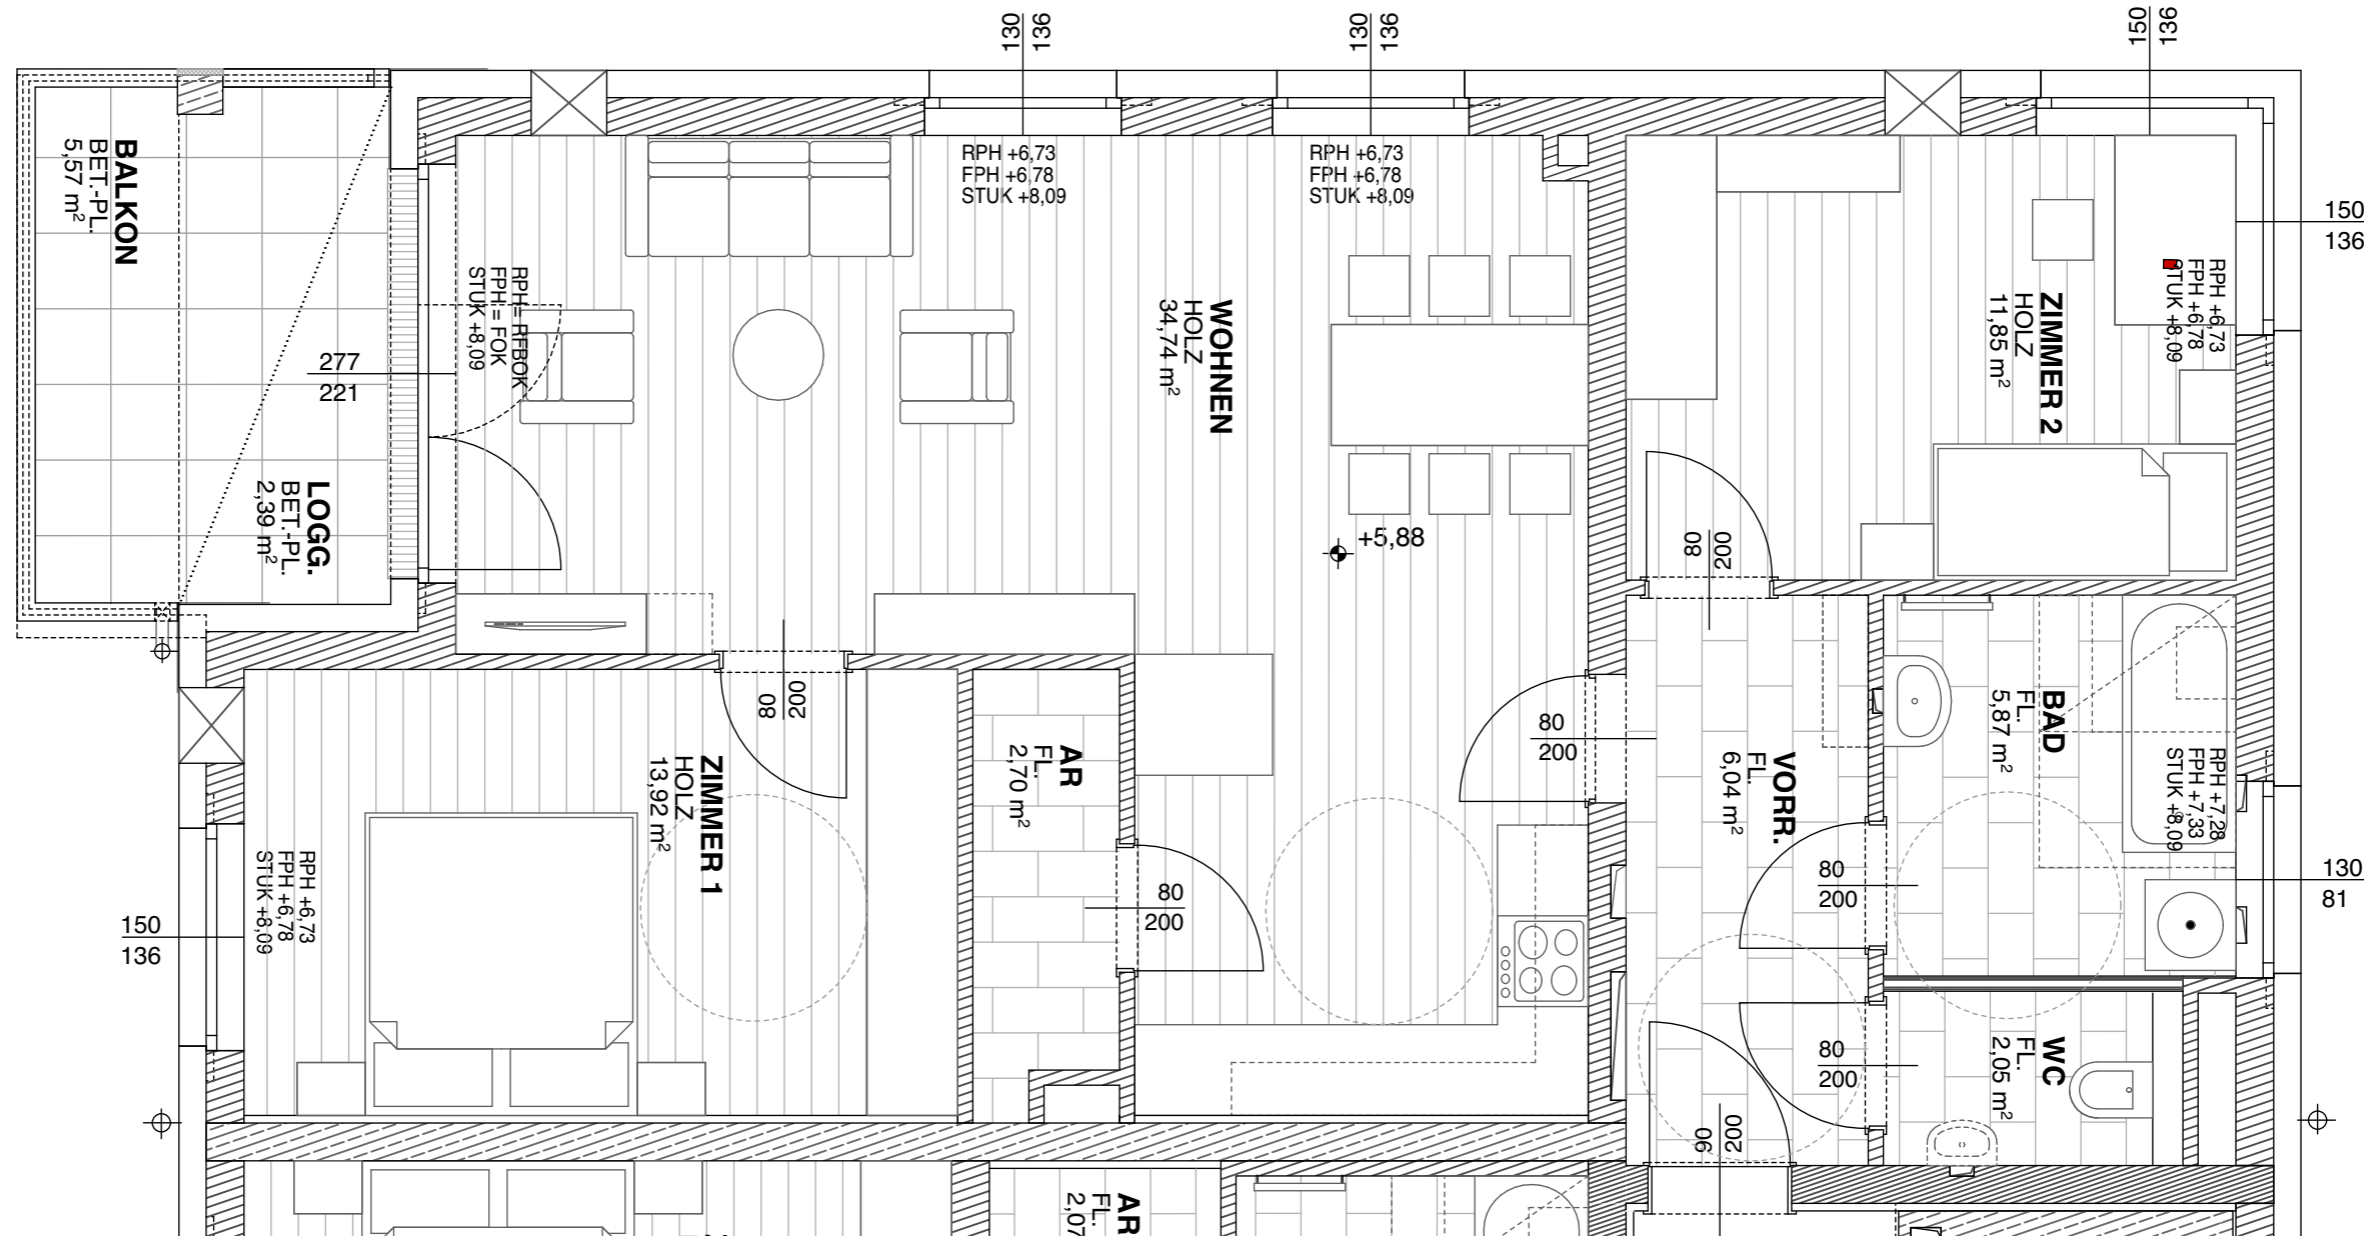 130
136
130
136
150
136
BALKON
BET.-PL.
5,57 m²
LOGG.
BET.-PL.
2,39 m²
277
221
RPH= RFBOK
FPH= FOK
STUK +8,09
RPH +6,73
FPH +6,78
STUK +8,09
RPH +6,73
FPH +6,78
STUK +8,09
WOHNEN
HOLZ
34,74 m²
+5,88
ZIMMER 2
HOLZ
11,85 m²
RPH +6,73
FPH +6,78
STUK +8,09
150
136
80
200
80
200
80
200
ZIMMER 1
HOLZ
13,92 m²
RPH +6,73
FPH +6,78
STUK +8,09
150
136
AR
FL.
2,70 m²
80
200
VORR.
FL.
6,04 m²
BAD
FL.
5,87 m²
RPH +7,28
FPH +7,33
STUK +8,09
80
200
130
81
80
200
WC
FL.
2,05 m²
90
200
AR
FL.
2,07